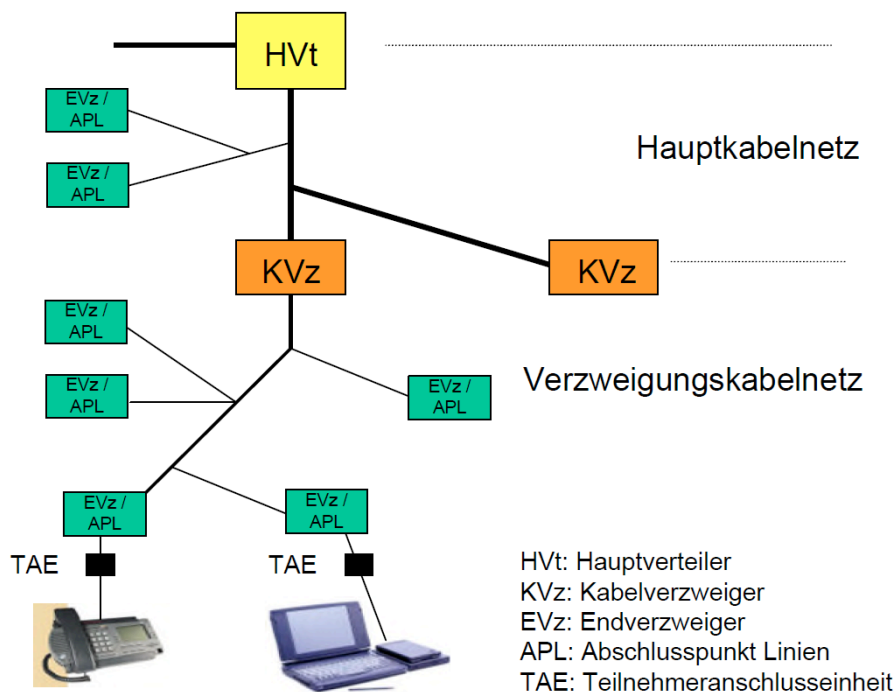 HVt
EVz /
APL
EVz /
APL
Hauptkabelnetz
KVz
KVz
EVz /
APL
EVz /
APL
EVz /
APL
Verzweigungskabelnetz
EVz /
APL
EVz /
APL
TAE
TAE
HVt: Hauptverteiler
KVz: Kabelverzweiger
EVz: Endverzweiger
APL: Abschlusspunkt Linien
TAE: Teilnehmeranschlusseinheit